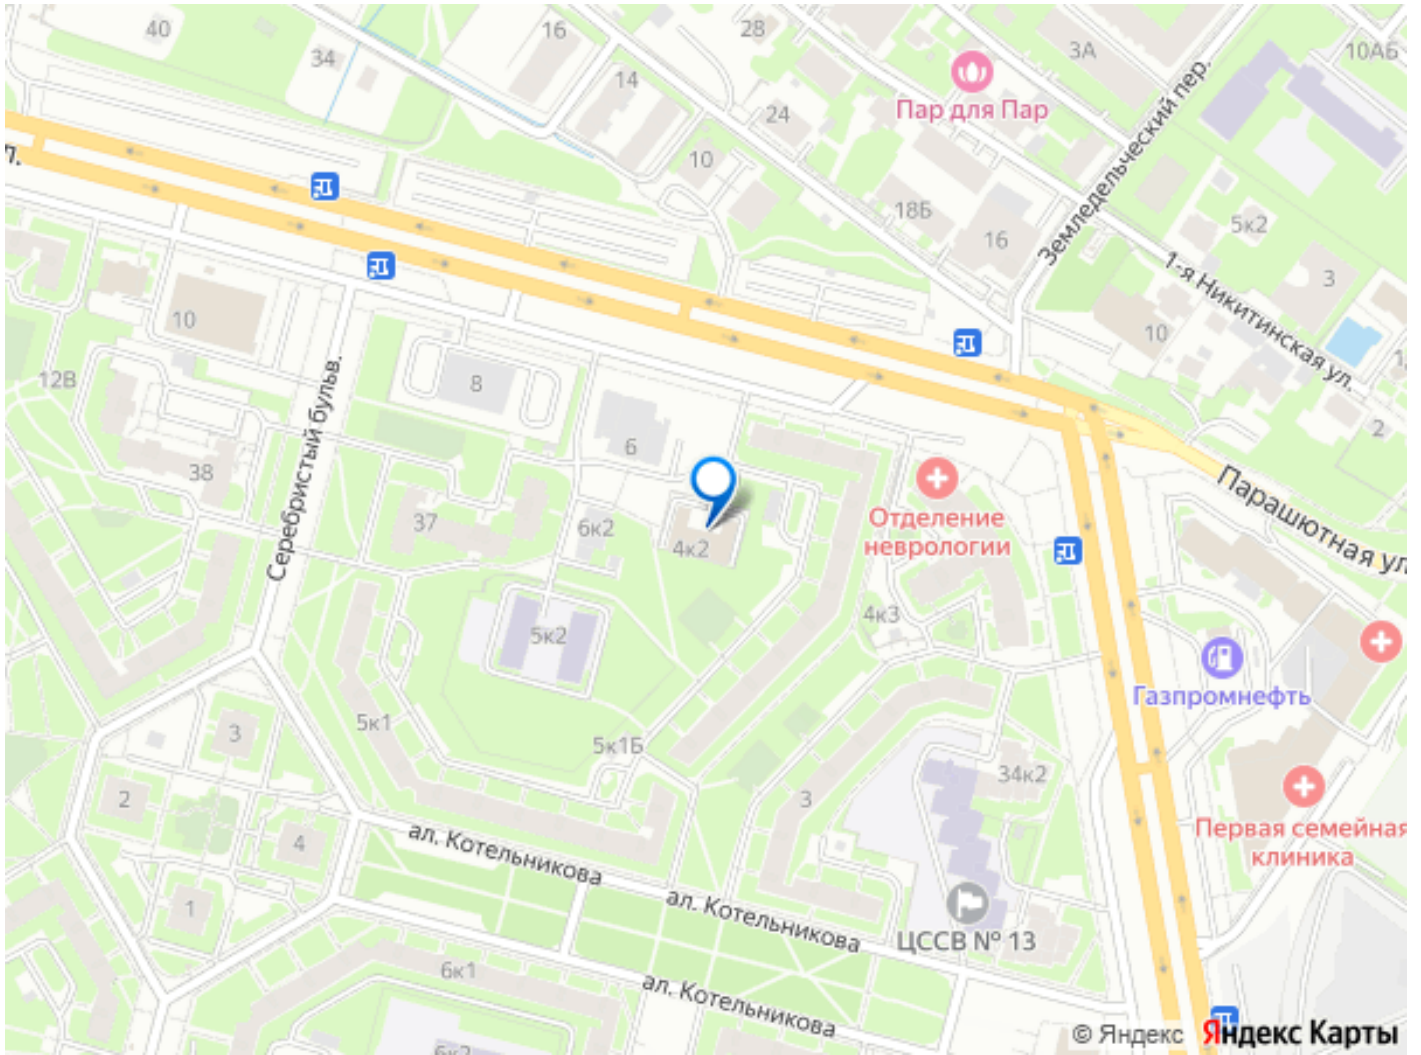 40
34
16
14
28
24
10
Пар для Пар
3А
10АБ
Земледельческий пер.
18Б
16
5к2
3
1-я Никитинская ул.
10
2
10
12В
8
6
38
37
Серебристый бульв.
6к2
4к2
Отделение
неврологии
4к3
Парашютная ул
5к2
Газпромнефть
5к1
5к1Б
3
2
4
1
3
34к2
Первая семейная
клиника
ал. Котельникова
ал. Котельникова
ЦССВ № 13
6к1
ал. Котельникова
6к2
© Яндекс Яндекс Карты